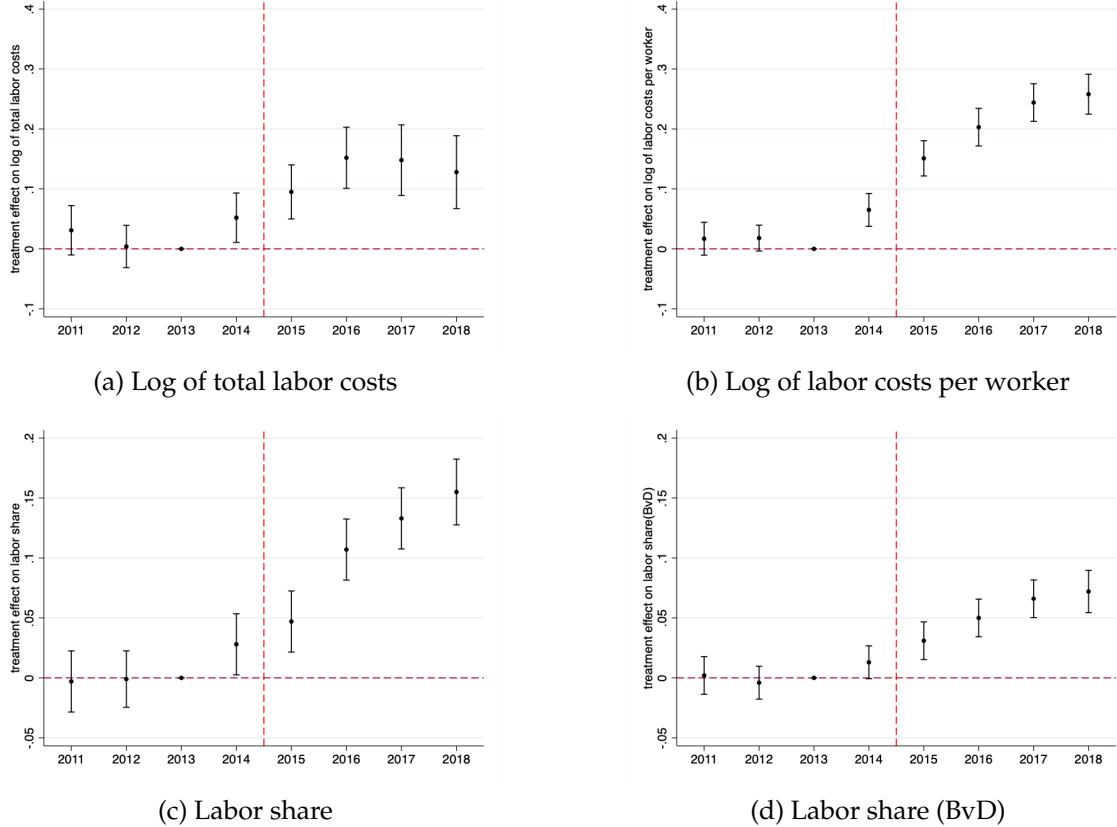 treatment effect on log of total labor costs
.4
.3
.2
.1
0
-.1
2011 2012 2013 2014 2015 2016 2017 2018
(a) Log of total labor costs
treatment effect on log of labor costs per worker
.4
.3
.2
.1
0
-.1
2011 2012 2013 2014 2015 2016 2017 2018
(b) Log of labor costs per worker
treatment effect on labor share
.2
.15
.1
.05
0
-.05
2011 2012 2013 2014 2015 2016 2017 2018
(c) Labor share
treatment effect on labor share(BvD)
.2
.15
.1
.05
0
-.05
2011 2012 2013 2014 2015 2016 2017 2018
(d) Labor share (BvD)